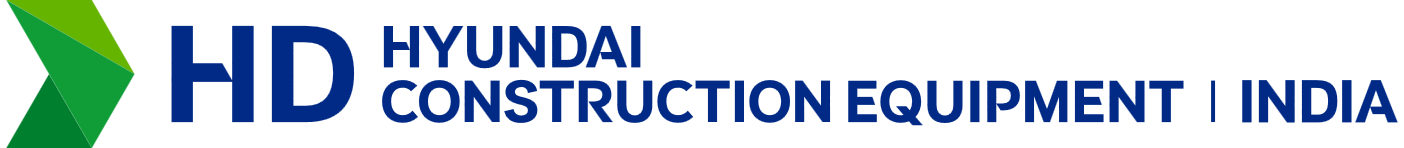 HD HYUNDAI
CONSTRUCTION EQUIPMENT | INDIA